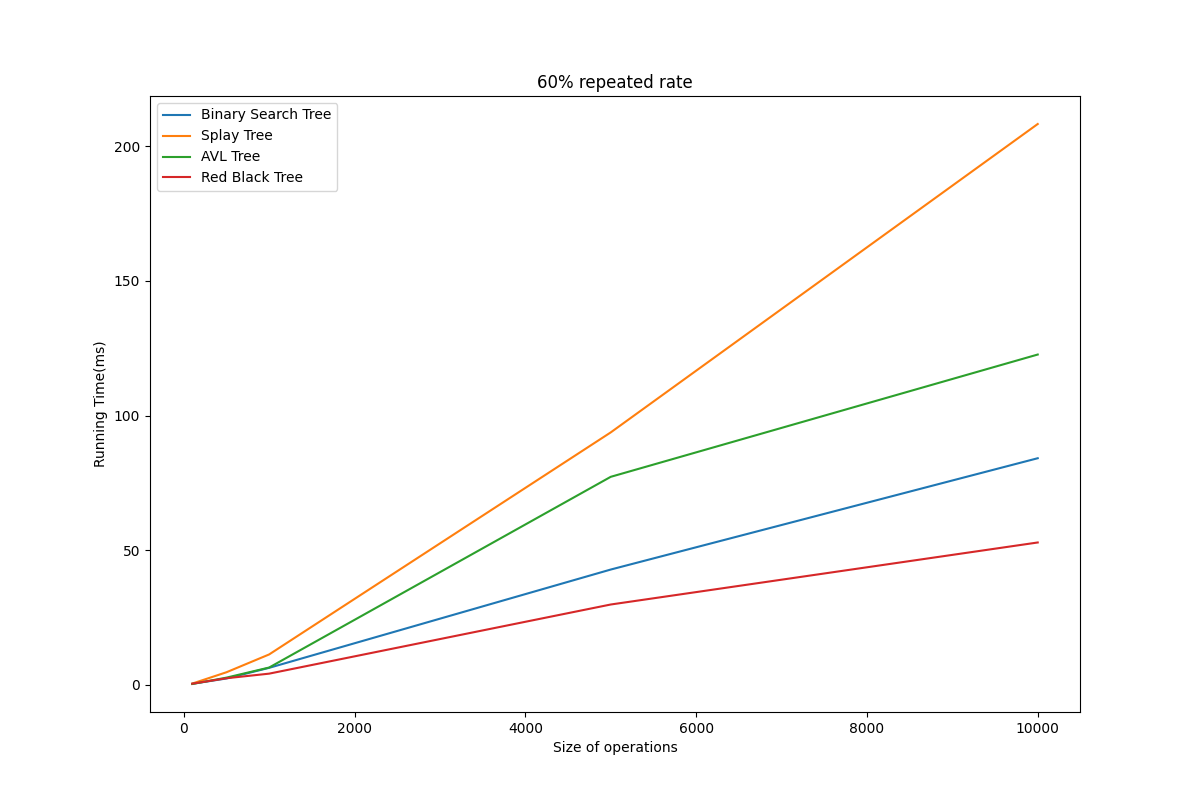 60% repeated rate
Binary Search Tree
Splay Tree
AVL Tree
Red Black Tree
200
150
100
50
0
Running Time(ms)
0 2000 4000 6000 8000 10000
Size of operations